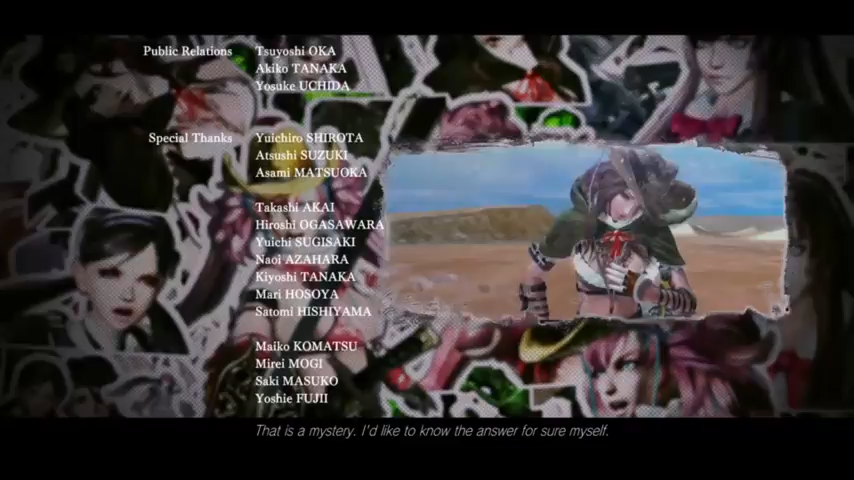 Public Relations Tsuyoshi OKA
Akiko TANAKA
Yosuke UCHIDA
Special Thanks Yuichiro SHIROTA
Atsushi SUZUKI
Asami MATSUOKA
Takashi AKAI
Hiroshi OGASAWARA
Yuichi SUGISAKI
Naoi AZAHARA
Kiyoshi TANAKA
Mari HOSOYA
Satomi HISHIYAMA
Maiko KOMATSU
Mirei MOGI
Saki MASUKO
Yoshie FUJII
That is a mystery. I'd like to know the answer for sure myself.